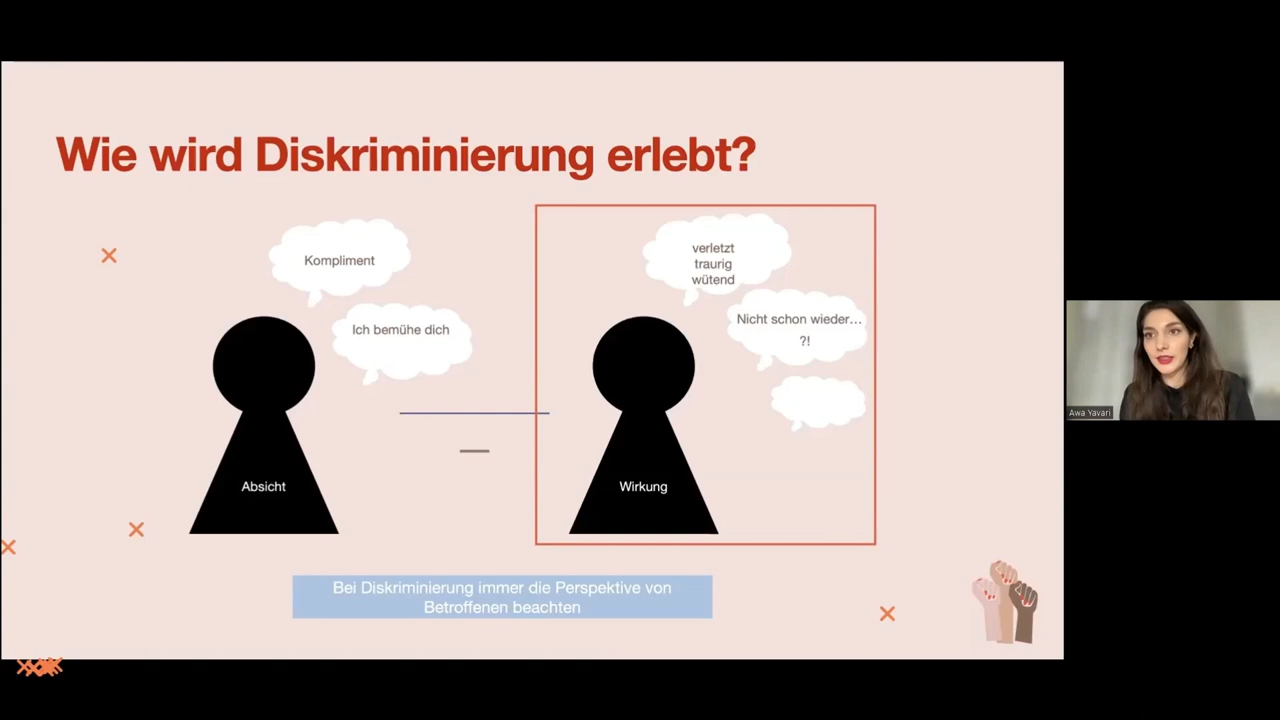 Wie wird Diskriminierung erlebt?
Kompliment
Ich bemühe dich
Absicht
verletzt
traurig
wütend
Nicht schon wieder…
?!
Wirkung
Bei Diskriminierung immer die Perspektive von
Betroffenen beachten
Awa Yavari